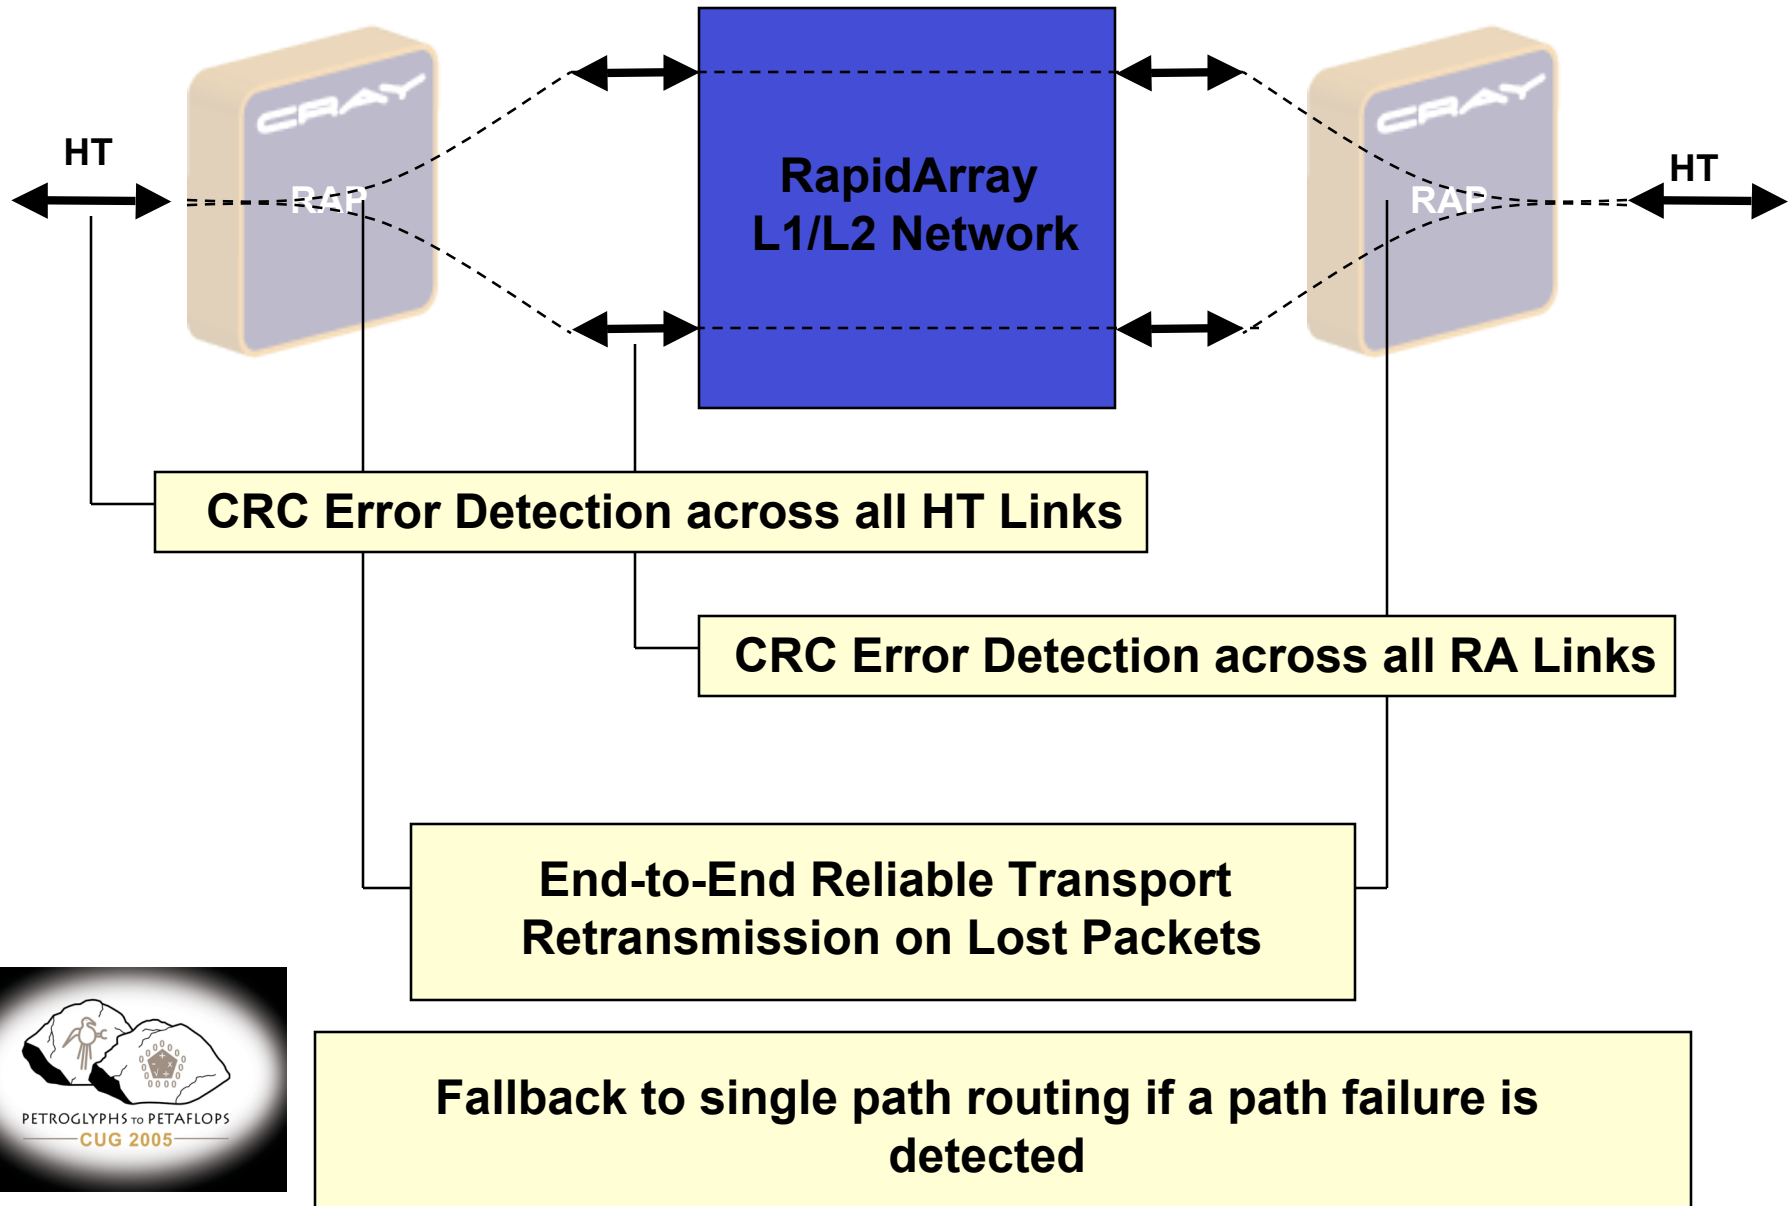 CRAY
CRAY
HT
RAP
RapidArray
L1/L2 Network
RAP
HT
CRC Error Detection across all HT Links
CRC Error Detection across all RA Links
End-to-End Reliable Transport
Retransmission on Lost Packets
PETROGLYPHS TO PETAFLOPS
CUG 2005
Fallback to single path routing if a path failure is
detected